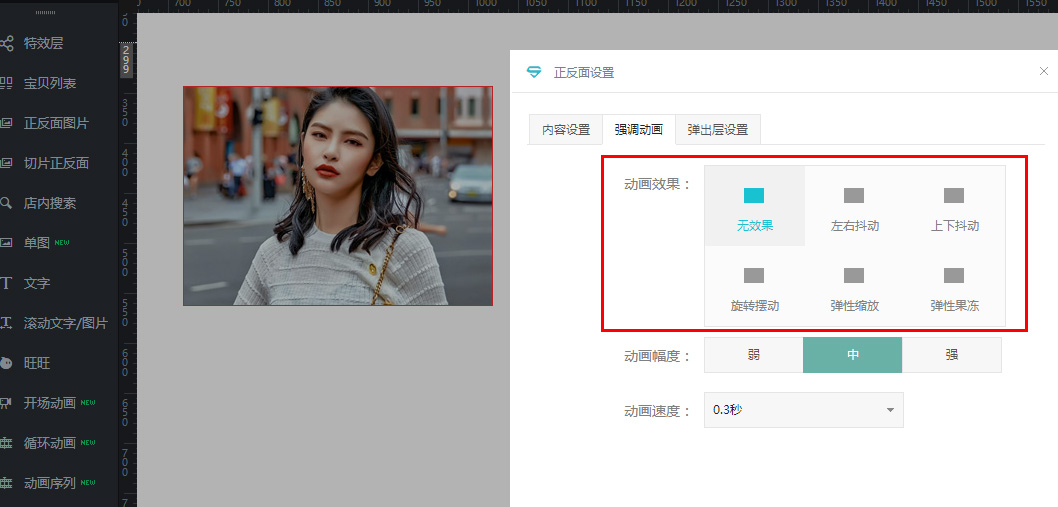 700 750 800 850 900 950 1000 1050 1100 1150 1200 1250 1300 1350 1400 1450 1500 1550
0
299
350
400
450
500
550
600
650
700
7
特效层
宝贝列表
正反面图片
切片正反面
店内搜索
单图 NEW
文字
滚动文字/图片
旺旺
开场动画 NEW
循环动画 NEW
动画序列 NEW
正反面设置
内容设置 强调动画 弹出层设置
动画效果：
无效果 左右抖动 上下抖动
旋转摆动 弹性缩放 弹性果冻
动画幅度： 弱 中 强
动画速度： 0.3秒